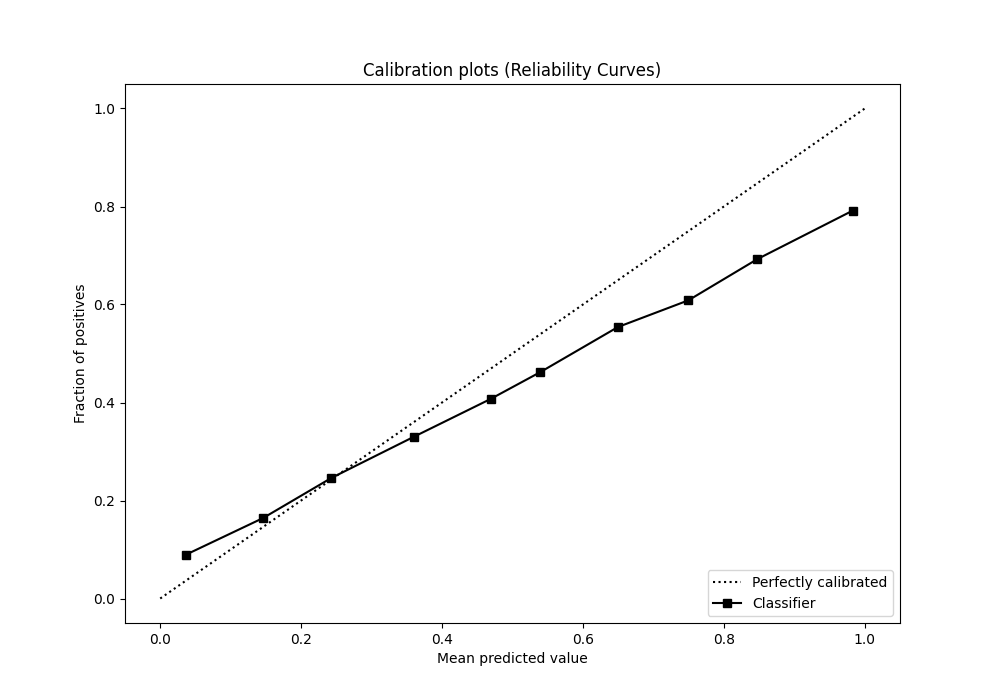 Calibration plots (Reliability Curves)
1.0
0.8
0.6
0.4
0.2
0.0
Fraction of positives
0.0 0.2 0.4 0.6 0.8 1.0
Mean predicted value
Perfectly calibrated
Classifier